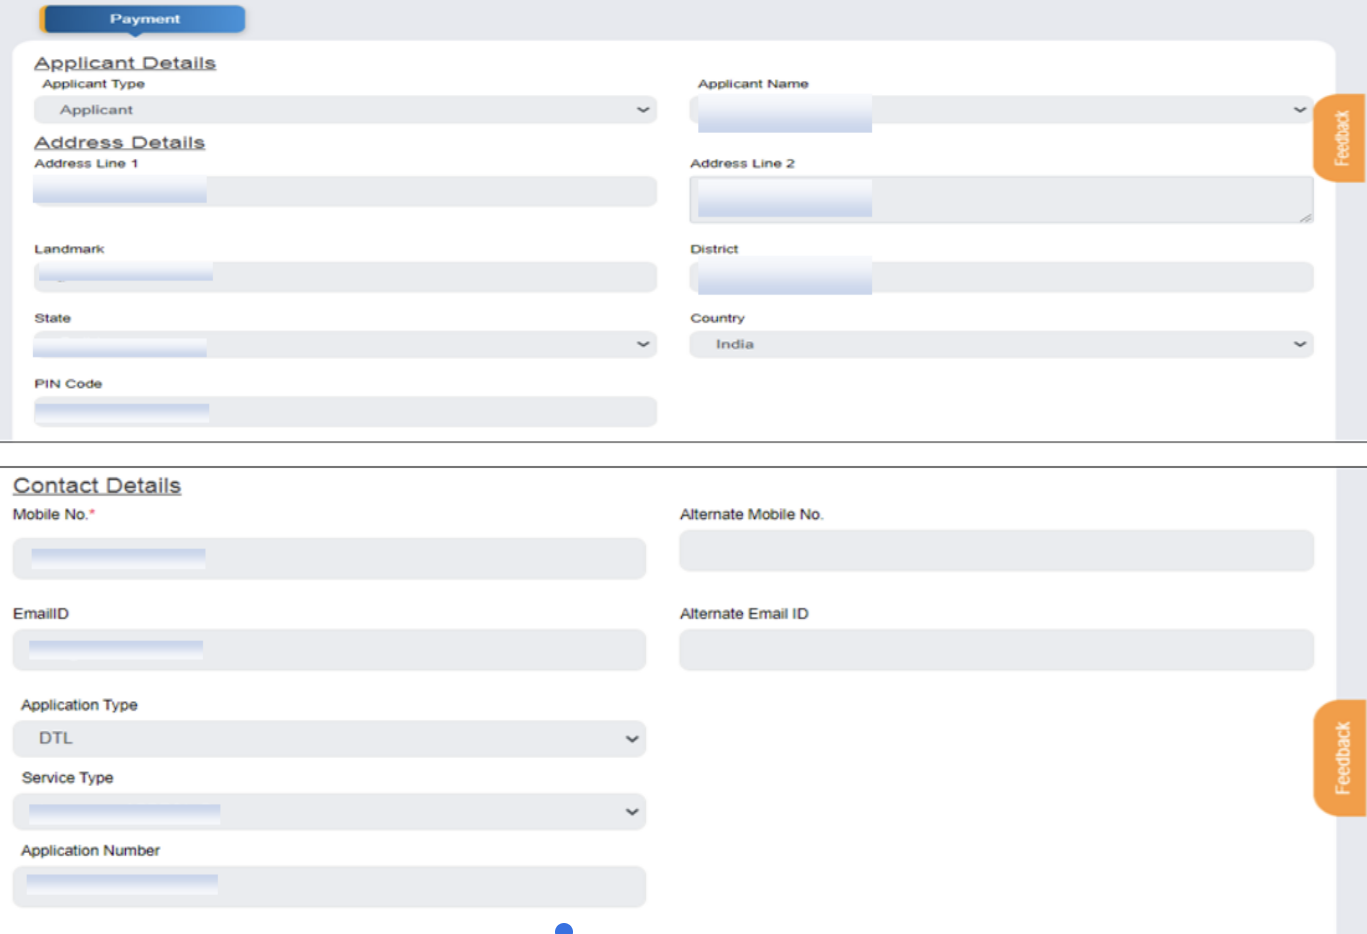 Payment
Applicant Details
Applicant Type
Applicant Name
Applicant
Address Details
Address Line 1
Address Line 2
Landmark
District
State
Country
India
PIN Code
Feedback
Contact Details
Mobile No.*
Alternate Mobile No.
EmailID
Alternate Email ID
Application Type
DTL
Service Type
Application Number
Feedback